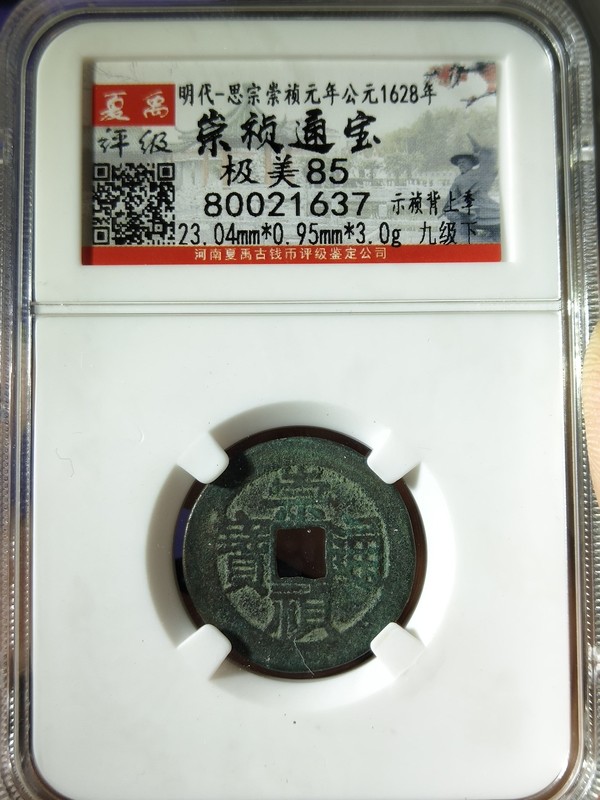 夏禹
评级
明代-思宗崇祯元年公元1628年
崇祯通宝
极美85
80021637 示祯背上季
23.04mm*0.95mm*3.0g 九级下
河南夏禹古钱币评级鉴定公司
崇禎通寶